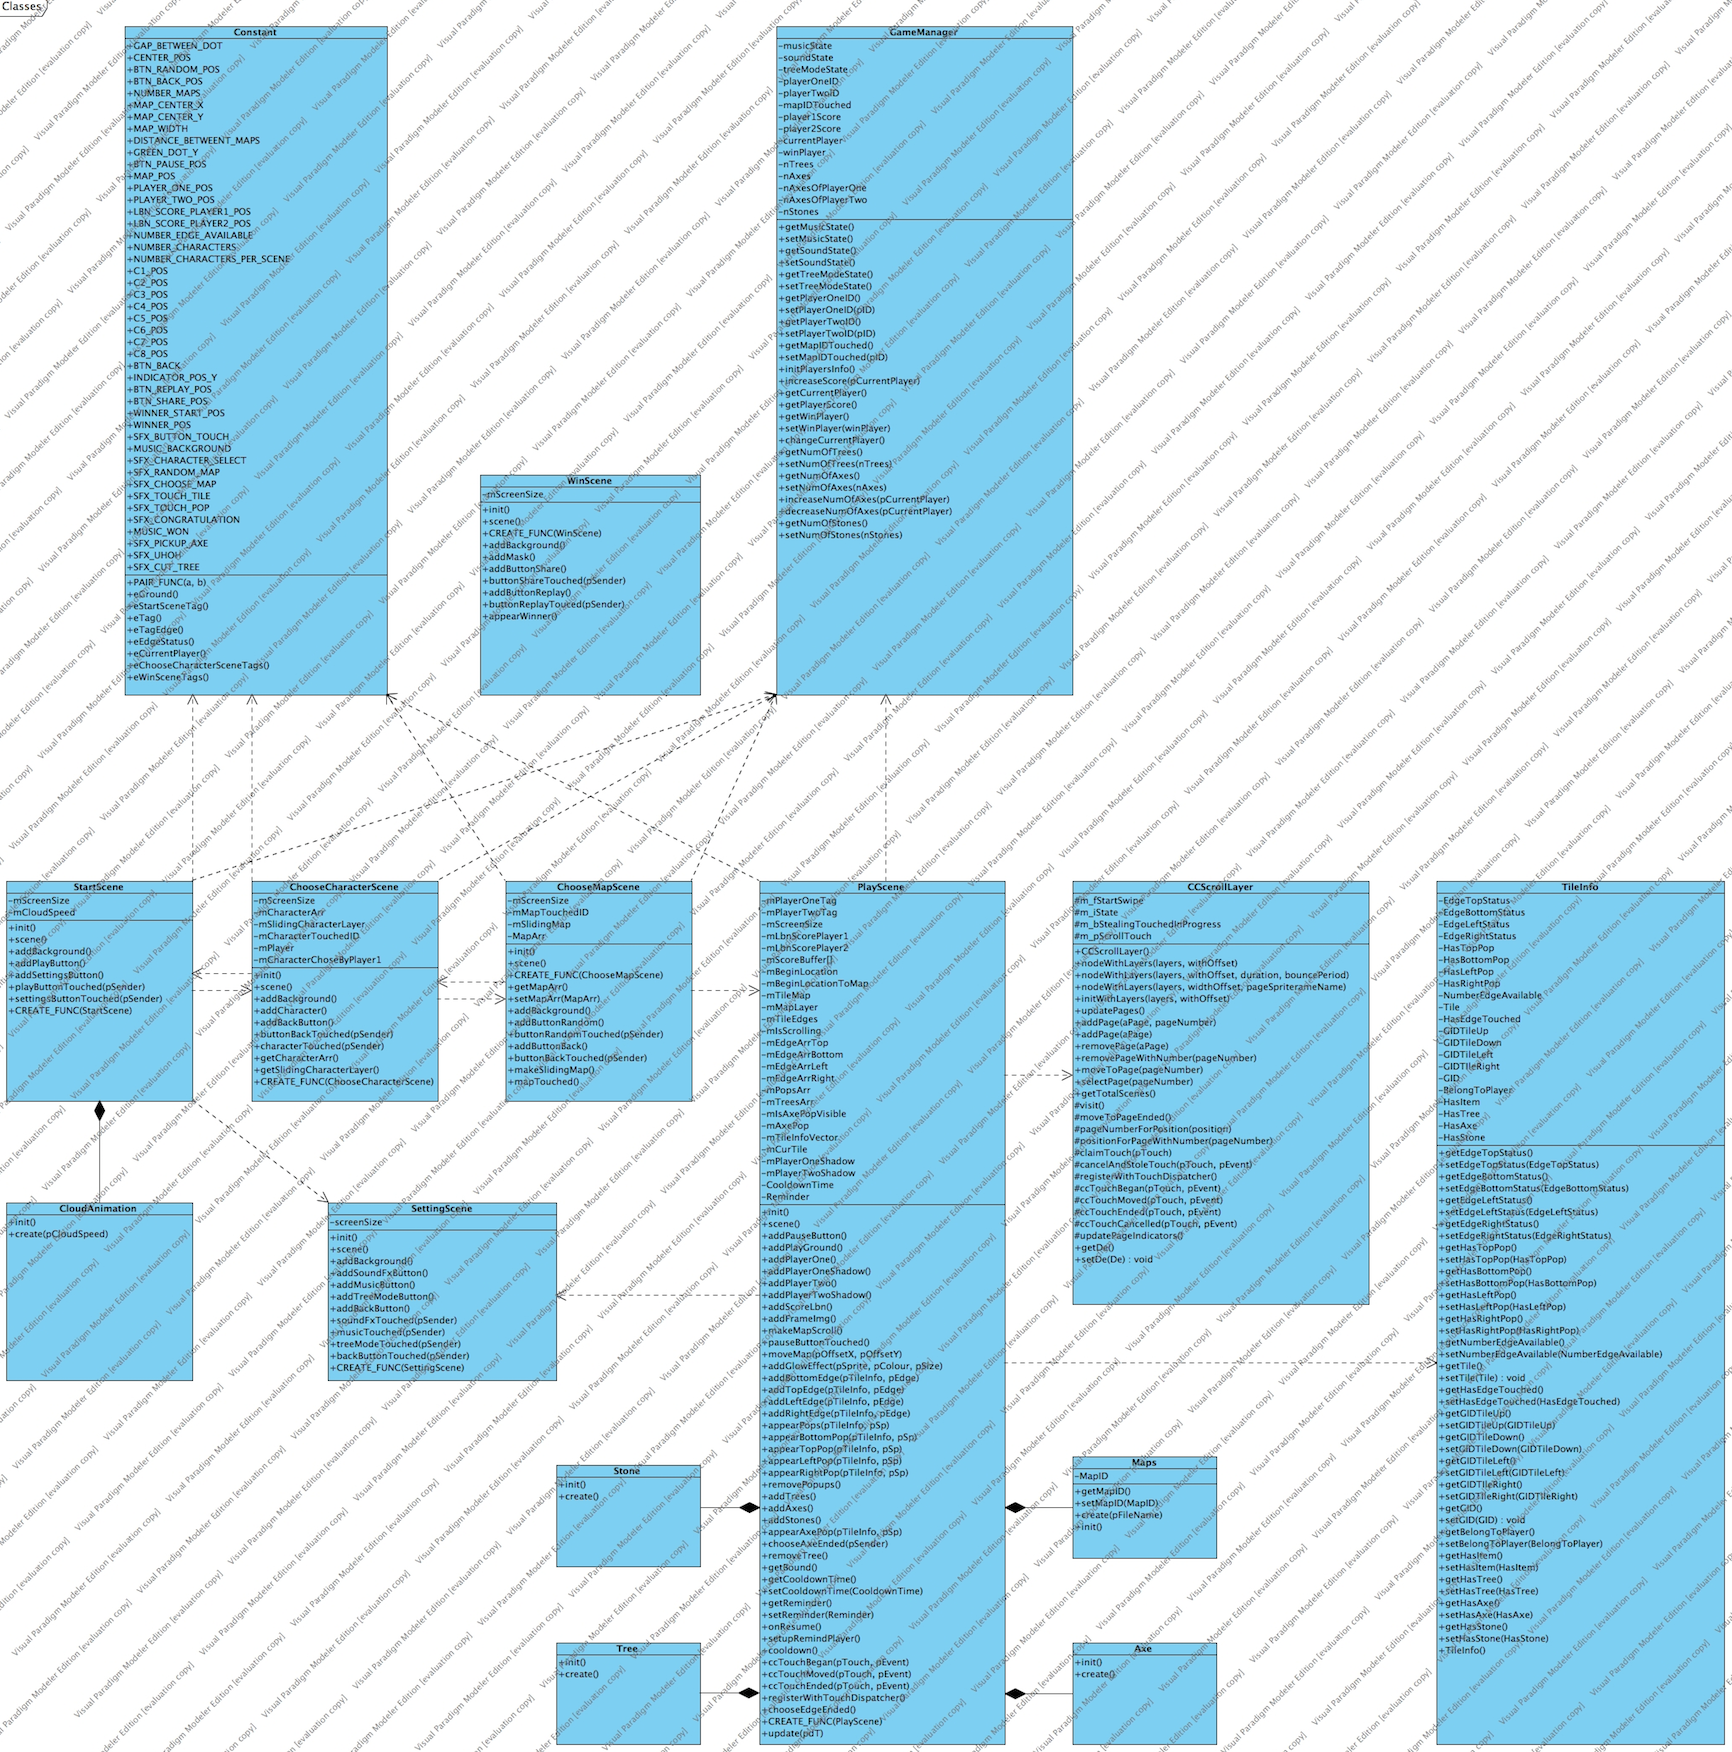 Classes
Constant
+GAP_BETWEEN_DOT
+CENTER_POS
+BTN_RANDOM_POS
+BTN_BACK_POS
+NUMBER_MAPS
+MAP_CENTER_X
+MAP_CENTER_Y
+MAP_WIDTH
+DISTANCE_BETWEENT_MAPS
+GREEN_DOT_Y
+BTN_PAUSE_POS
+MAP_POS
+PLAYER_ONE_POS
+PLAYER_TWO_POS
+LBN_SCORE_PLAYER1_POS
+LBN_SCORE_PLAYER2_POS
+NUMBER_EDGE_AVAILABLE
+NUMBER_CHARACTERS
+NUMBER_CHARACTERS_PER_SCENE
+C1_POS
+C2_POS
+C3_POS
+C4_POS
+C5_POS
+C6_POS
+C7_POS
+C8_POS
+BTN_BACK
+INDICATOR_POS_Y
+BTN_REPLAY_POS
+BTN_SHARE_POS
+WINNER_START_POS
+WINNER_POS
+SFX_BUTTON_TOUCH
+MUSIC_BACKGROUND
+SFX_CHARACTER_SELECT
+SFX_RANDOM_MAP
+SFX_CHOOSE_MAP
+SFX_TOUCH_TILE
+SFX_TOUCH_POP
+SFX_CONGRATULATION
+MUSIC_WON
+SFX_PICKUP_AXE
+SFX_UHOH
+SFX_CUT_TREE
+PAIR_FUNC(a, b)
+eGround()
+eStartSceneTag()
+eTag()
+eTagEdge()
+eEdgeStatus()
+eCurrentPlayer()
+eChooseCharacterSceneTags()
+eWinSceneTags()
WinScene
-mScreenSize
+init()
+scene()
+CREATE_FUNC(WinScene)
+addBackground()
+addMask()
+addButtonShare()
+buttonShareTouched(pSender)
+addButtonReplay()
+buttonReplayTouced(pSender)
+appearWinner()
GameManager
-musicState
-soundState
-treeModeState
-playerOneID
-playerTwoID
-mapIDTouched
-player1Score
-player2Score
-currentPlayer
-winPlayer
-nTrees
-nAxes
-nAxesOfPlayerOne
-nAxesOfPlayerTwo
-nStones
+getMusicState()
+setMusicState()
+getSoundState()
+setSoundState()
+getTreeModeState()
+setTreeModeState()
+getPlayerOneID()
+setPlayerOneID(pID)
+getPlayerTwoID()
+setPlayerTwoID(pID)
+getMapIDTouched()
+setMapIDTouched(pID)
+initPlayersInfo()
+increaseScore(pCurrentPlayer)
+getCurrentPlayer()
+getPlayerScore()
+getWinPlayer()
+setWinPlayer(winPlayer)
+changeCurrentPlayer()
+getNumOfTrees()
+setNumOfTrees(nTrees)
+getNumOfAxes()
+setNumOfAxes(nAxes)
+increaseNumOfAxes(pCurrentPlayer)
+decreaseNumOfAxes(pCurrentPlayer)
+getNumOfStones()
+setNumOfStones(nStones)
StartScene
-mScreenSize
-mCloudSpeed
+init()
+scene()
+addBackground()
+addPlayButton()
+addSettingsButton()
+playButtonTouched(pSender)
+settingsButtonTouched(pSender)
+CREATE_FUNC(StartScene)
ChooseCharacterScene
-mScreenSize
-mCharacterArr
-mSlidingCharacterLayer
-mCharacterTouchedID
-mPlayer
-mCharacterChoseByPlayer1
+init()
+scene()
+addBackground()
+addCharacter()
+addBackButton()
+buttonBackTouched(pSender)
+characterTouched(pSender)
+getCharacterArr()
+getSlidingCharacterLayer()
+CREATE_FUNC(ChooseCharacterScene)
ChooseMapScene
-mScreenSize
-mMapTouchedID
-mSlidingMap
-MapArr
+init()
+scene()
+CREATE_FUNC(ChooseMapScene)
+getMapArr()
+setMapArr(MapArr)
+addBackground()
+addButtonRandom()
+buttonRandomTouched(pSender)
+addButtonBack()
+buttonBackTouched(pSender)
+makeSlidingMap()
+mapTouched()
PlayScene
-mPlayerOneTag
-mPlayerTwoTag
-mScreenSize
-mLbnScorePlayer1
-mLbnScorePlayer2
-mScoreBuffer[]
-mBeginLocation
-mBeginLocationToMap
-mTileMap
-mMapLayer
-mTileEdges
-mIsScrolling
-mEdgeArrTop
-mEdgeArrBottom
-mEdgeArrLeft
-mEdgeArrRight
-mPopsArr
-mTreesArr
-mIsAxePopVisible
-mAxePop
-mTileInfoVector
-mCurTile
-mPlayerOneShadow
-mPlayerTwoShadow
-CooldownTime
-Reminder
+init()
+scene()
+addPauseButton()
+addPlayGround()
+addPlayerOne()
+addPlayerOneShadow()
+addPlayerTwo()
+addPlayerTwoShadow()
+addScoreLbn()
+addFrameImg()
+makeMapScroll()
+pauseButtonTouched()
+moveMap(pOffsetX, pOffsetY)
+addGlowEffect(pSprite, pColour, pSize)
+addBottomEdge(pTileInfo, pEdge)
+addTopEdge(pTileInfo, pEdge)
+addLeftEdge(pTileInfo, pEdge)
+addRightEdge(pTileInfo, pEdge)
+appearPops(pTileInfo, pSp)
+appearBottomPop(pTileInfo, pSp)
+appearTopPop(pTileInfo, pSp)
+appearLeftPop(pTileInfo, pSp)
+appearRightPop(pTileInfo, pSp)
+removePopups()
+addTrees()
+addAxes()
+addStones()
+appearAxePop(pTileInfo, pSp)
+chooseAxeEnded(pSender)
+removeTree()
+getBound()
+getCooldownTime()
+setCooldownTime(CooldownTime)
+getReminder()
+setReminder(Reminder)
+onResume()
+setupRemindPlayer()
+cooldown()
+ccTouchBegan(pTouch, pEvent)
+ccTouchMoved(pTouch, pEvent)
+ccTouchEnded(pTouch, pEvent)
+registerWithTouchDispatcher()
+chooseEdgeEnded()
+CREATE_FUNC(PlayScene)
+update(pdT)
CCScrollLayer
#m_fStartSwipe
#m_iState
#m_bStealingTouchedInProgress
#m_pScrollTouch
+CCScrollLayer()
+nodeWithLayers(layers, withOffset)
+nodeWithLayers(layers, withOffset, duration, bouncePeriod)
+nodeWithLayers(layers, widthOffset, pageSpriterameName)
+initWithLayers(layers, withOffset)
+updatePages()
+addPage(aPage, pageNumber)
+addPage(aPage)
+removePage(aPage)
+removePageWithNumber(pageNumber)
+moveToPage(pageNumber)
+selectPage(pageNumber)
+getTotalScenes()
#visit()
#moveToPageEnded()
#pageNumberForPosition(position)
#positionForPageWithNumber(pageNumber)
#claimTouch(pTouch)
#cancelAndStoleTouch(pTouch, pEvent)
#registerWithTouchDispatcher()
#ccTouchBegan(pTouch, pEvent)
#ccTouchMoved(pTouch, pEvent)
#ccTouchEnded(pTouch, pEvent)
#ccTouchCancelled(pTouch, pEvent)
#updatePageIndicators()
+getDe()
+setDe(De) : void
TileInfo
-EdgeTopStatus
-EdgeBottomStatus
-EdgeLeftStatus
-EdgeRightStatus
-HasTopPop
-HasBottomPop
-HasLeftPop
-HasRightPop
-NumberEdgeAvailable
-Tile
-HasEdgeTouched
-GIDTileUp
-GIDTileDown
-GIDTileLeft
-GIDTIleRight
-GID
-BelongToPlayer
-HasItem
-HasTree
-HasAxe
-HasStone
+getEdgeTopStatus()
+setEdgeTopStatus(EdgeTopStatus)
+getEdgeBottomStatus()
+setEdgeBottomStatus(EdgeBottomStatus)
+getEdgeLeftStatus()
+setEdgeLeftStatus(EdgeLeftStatus)
+getEdgeRightStatus()
+setEdgeRightStatus(EdgeRightStatus)
+getHasTopPop()
+setHasTopPop(HasTopPop)
+getHasBottomPop()
+setHasBottomPop(HasBottomPop)
+getHasLeftPop()
+setHasLeftPop(HasLeftPop)
+getHasRightPop()
+setHasRightPop(HasRightPop)
+getNumberEdgeAvailable()
+setNumberEdgeAvailable(NumberEdgeAvailable)
+getTile()
+setTile(Tile) : void
+getHasEdgeTouched()
+setHasEdgeTouched(HasEdgeTouched)
+getGIDTileUp()
+setGIDTileUp(GIDTileUp)
+getGIDTileDown()
+setGIDTileDown(GIDTileDown)
+getGIDTileLeft()
+setGIDTileLeft(GIDTileLeft)
+getGIDTIleRight()
+setGIDTIleRight(GIDTIleRight)
+getGID()
+setGID(GID) : void
+getBelongToPlayer()
+setBelongToPlayer(BelongToPlayer)
+getHasItem()
+setHasItem(HasItem)
+getHasTree()
+setHasTree(HasTree)
+getHasAxe()
+setHasAxe(HasAxe)
+getHasStone()
+setHasStone(HasStone)
+TileInfo()
CloudAnimation
+init()
+create(pCloudSpeed)
SettingScene
-screenSize
+init()
+scene()
+addBackground()
+addSoundFxButton()
+addMusicButton()
+addTreeModeButton()
+addBackButton()
+soundFxTouched(pSender)
+musicTouched(pSender)
+treeModeTouched(pSender)
+backButtonTouched(pSender)
+CREATE_FUNC(SettingScene)
Stone
+init()
+create()
Maps
-MapID
+getMapID()
+setMapID(MapID)
+create(pFileName)
+init()
Tree
+init()
+create()
Axe
+init()
+create()
Visual Paradigm Modeler Edition [evaluation copy]